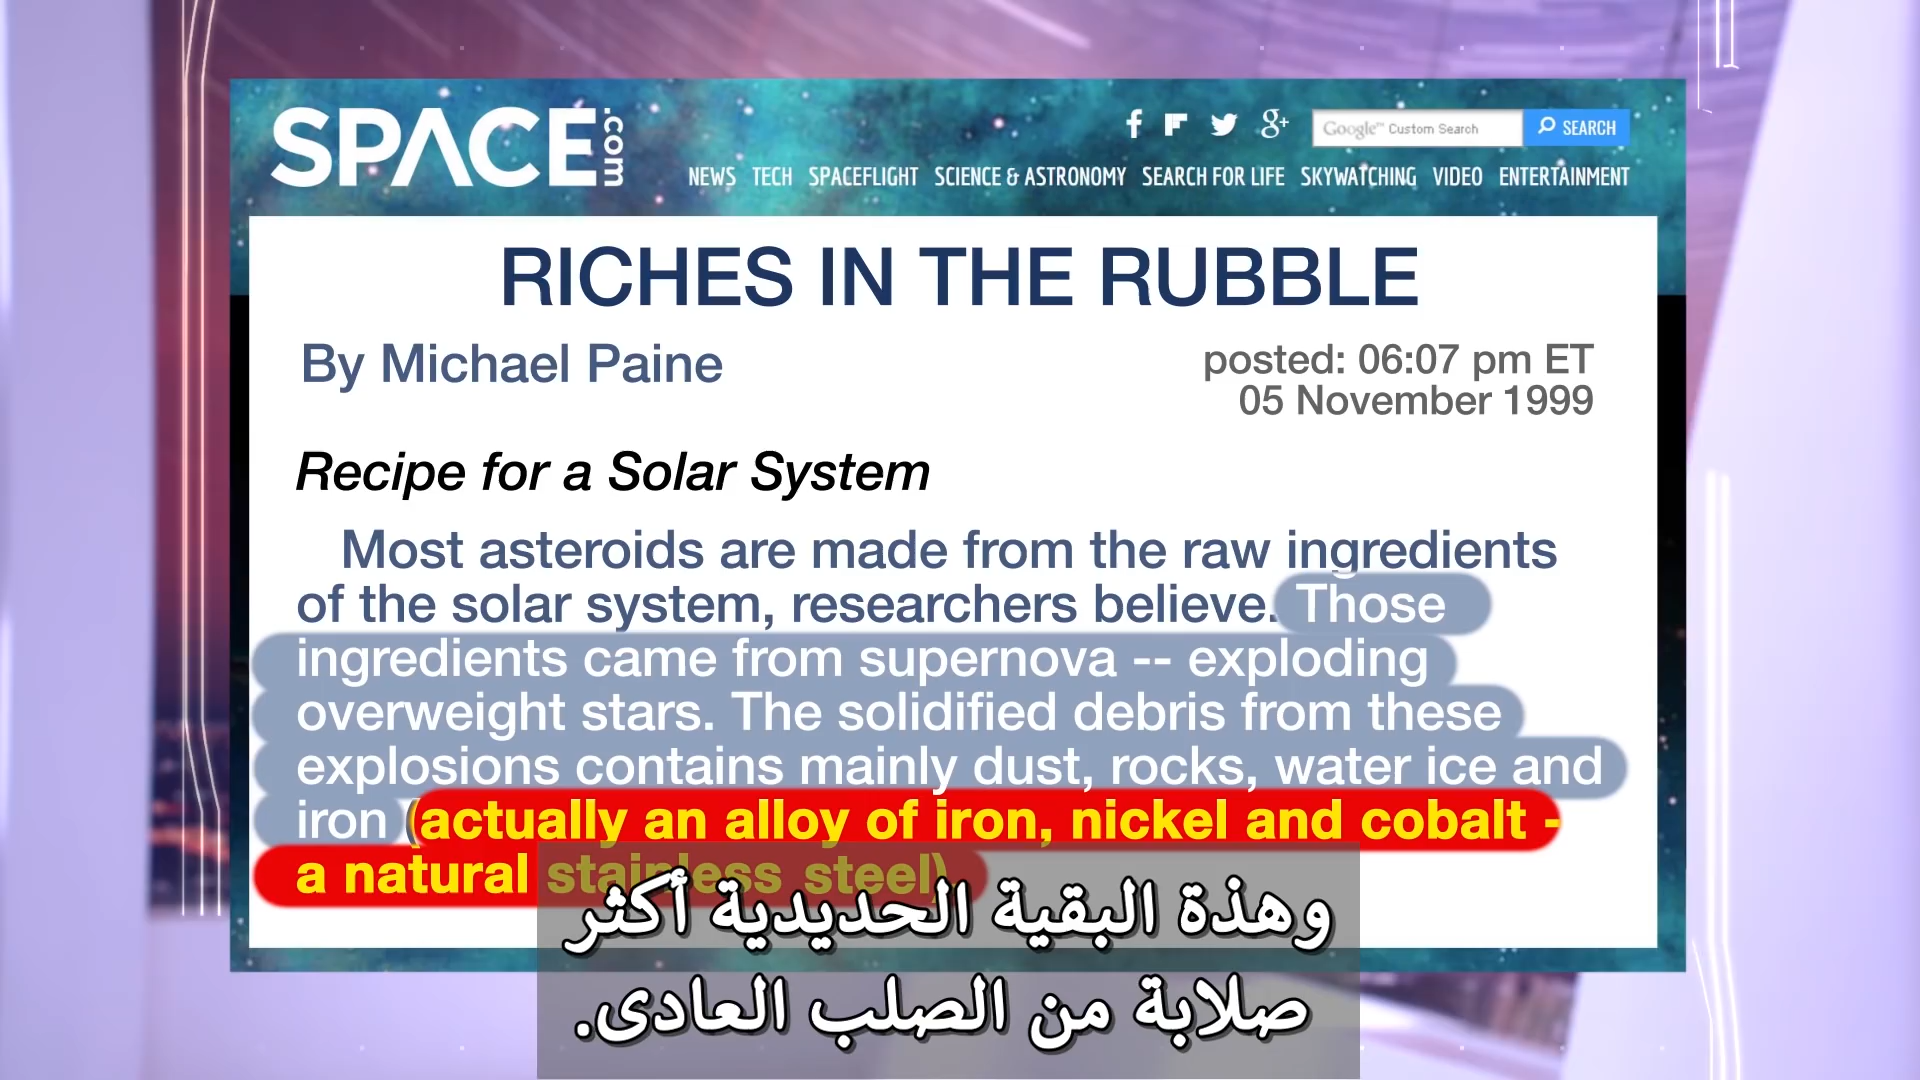 SPACE.com
Google™ Custom Search
SEARCH
NEWS TECH SPACEFLIGHT SCIENCE & ASTRONOMY SEARCH FOR LIFE SKYWATCHING VIDEO ENTERTAINMENT
RICHES IN THE RUBBLE
By Michael Paine
posted: 06:07 pm ET
05 November 1999
Recipe for a Solar System
Most asteroids are made from the raw ingredients
of the solar system, researchers believe. Those
ingredients came from supernova -- exploding
overweight stars. The solidified debris from these
explosions contains mainly dust, rocks, water ice and
iron (actually an alloy of iron, nickel and cobalt -
a natural stainless steel)
وهذة البقية الحديدية أكثر
صلابة من الصلب العادى.